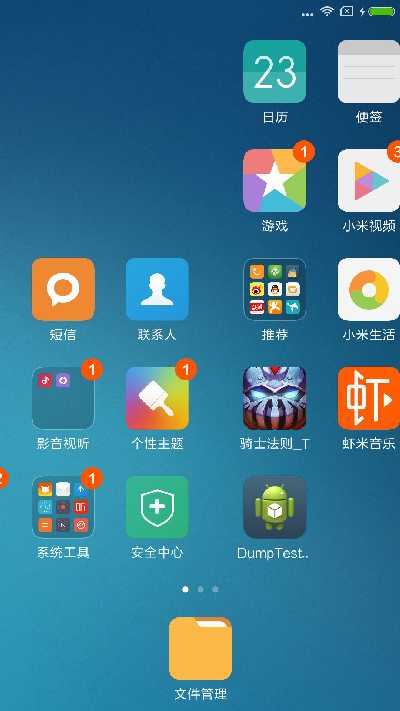 23
日历
便签
1
游戏
3
小米视频
短信
联系人
推荐
小米生活
1
影音视听
1
个性主题
骑士法则_T
虾
虾米音乐
2
1
系统工具
安全中心
DumpTest..
文件管理